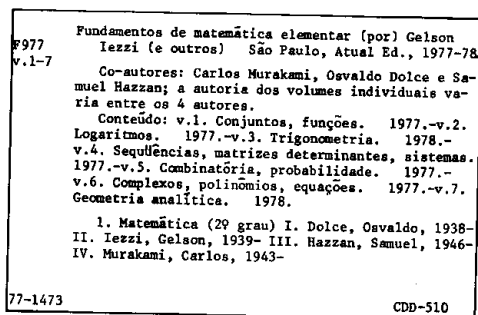 Fundamentos de matemática elementar (por) Gelson
F977 Iezzi (e outros) São Paulo, Atual Ed., 1977-78
v.1-7
Co-autores: Carlos Murakami, Osvaldo Dolce e Sa-
muel Hazzan; a autoria dos volumes individuais va-
ria entre os 4 autores.
Conteúdo: v.1. Conjuntos, funções. 1977.-v.2.
Logaritmos. 1977.-v.3. Trigonometria. 1978.-
v.4. Sequüências, matrizes determinantes, sistemas.
1977.-v.5. Combinatória, probabilidade. 1977.-
v.6. Complexos, polinômios, equações. 1977.-v.7.
Geometria analítica. 1978.
1. Matemática (2º grau) I. Dolce, Osvaldo, 1938-
II. Iezzi, Gelson, 1939- III. Hazzan, Samuel, 1946-
IV. Murakami, Carlos, 1943-
77-1473 CDD-510